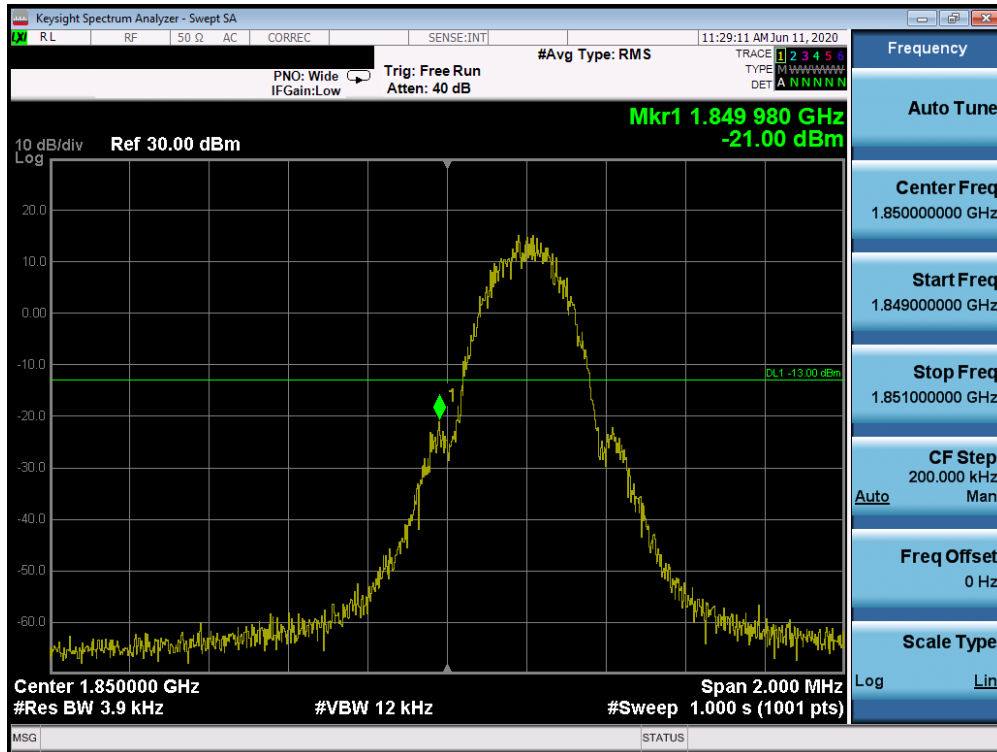 Keysight Spectrum Analyzer - Swept SA
LXI RL RF 50 Ω AC CORREC SENSE:INT 11:29:11 AM Jun 11, 2020
#Avg Type: RMS TRACE 1 2 3 4 5 6
PNO: Wide Trig: Free Run TYPE M WWWWW
IFGain:Low Atten: 40 dB DET A N N N N N
Mkr1 1.849 980 GHz
-21.00 dBm
10 dB/div Ref 30.00 dBm
Log
20.0
10.0
0.00
-10.0
DL1 -13.00 dBm
1
-20.0
-30.0
-40.0
-50.0
-60.0
Center 1.850000 GHz Span 2.000 MHz
#Res BW 3.9 kHz #VBW 12 kHz #Sweep 1.000 s (1001 pts)
MSG STATUS
Frequency
Auto Tune
Center Freq
1.850000000 GHz
Start Freq
1.849000000 GHz
Stop Freq
1.851000000 GHz
CF Step
200.000 kHz
Auto Man
Freq Offset
0 Hz
Scale Type
Log Lin